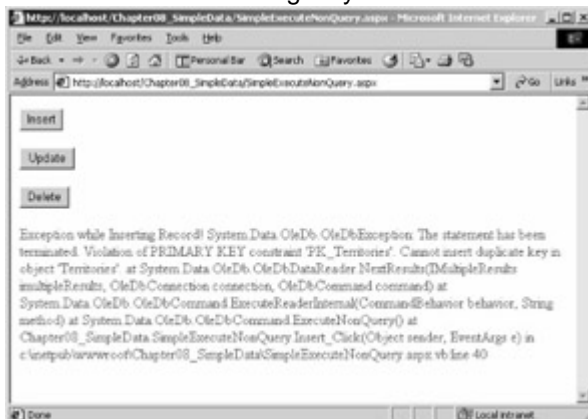 http://localhost/Chapter08_SimpleData/SimpleExecuteNonQuery.aspx - Microsoft Internet Explorer
File Edit View Favorites Tools Help
Back Personal Bar Search Favorites
Address http://localhost/Chapter08_SimpleData/SimpleExecuteNonQuery.aspx Go Links »
Insert
Update
Delete
Exception while Inserting Record! System.Data.OleDb.OleDbException: The statement has been
terminated. Violation of PRIMARY KEY constraint 'PK_Territories'. Cannot insert duplicate key in
object 'Territories'. at System.Data.OleDb.OleDbDataReader.NextResults(IMultipleResults
imultipleResults, OleDbConnection connection, OleDbCommand command) at
System.Data.OleDb.OleDbCommand.ExecuteReaderInternal(CommandBehavior behavior, String
method) at System.Data.OleDb.OleDbCommand.ExecuteNonQuery() at
Chapter08_SimpleData.SimpleExecuteNonQuery.Insert_Click(Object sender, EventArgs e) in
c:\inetpub\wwwroot\Chapter08_SimpleData\SimpleExecuteNonQuery.aspx.vb:line 40
Done Local intranet